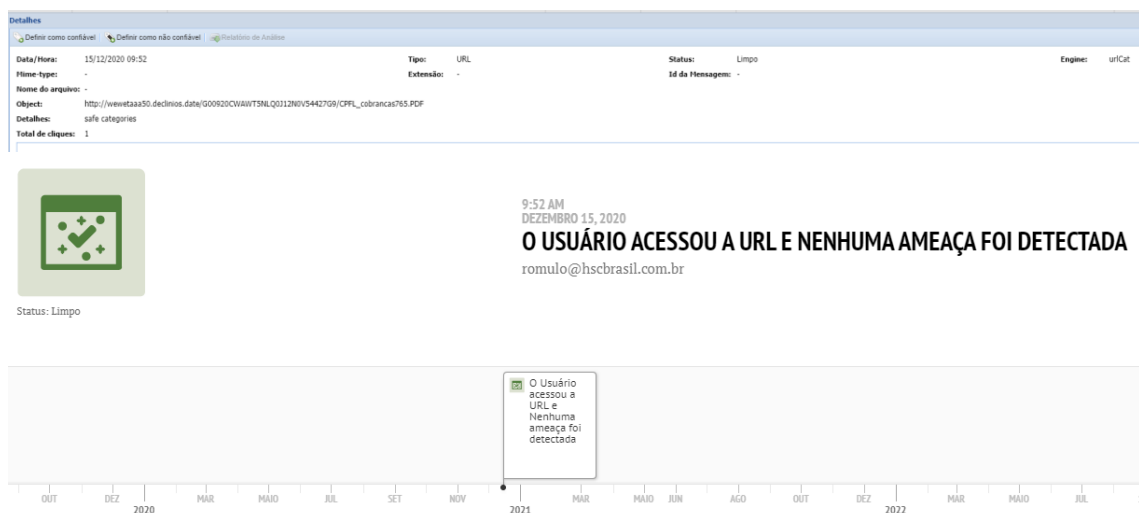 Detalhes
Definir como confiável Definir como não confiável Relatório de Análise
Data/Hora: 15/12/2020 09:52 Tipo: URL Status: Limpo Engine: urlCat
Mime-type: - Extensão: - Id da Mensagem: -
Nome do arquivo: -
Object: http://wewetaaa50.declinios.date/G00920CWAWT5NLQ0J12N0V54427G9/CPFL_cobrancas765.PDF
Detalhes: safe categories
Total de cliques: 1
9:52 AM
DEZEMBRO 15, 2020
O USUÁRIO ACESSOU A URL E NENHUMA AMEAÇA FOI DETECTADA
romulo@hscbrasil.com.br
Status: Limpo
O Usuário
acessou a
URL e
Nenhuma
ameaça foi
detectada
OUT DEZ MAR MAIO JUL SET NOV MAR MAIO JUN AGO OUT DEZ MAR MAIO JUL
2020 2021 2022